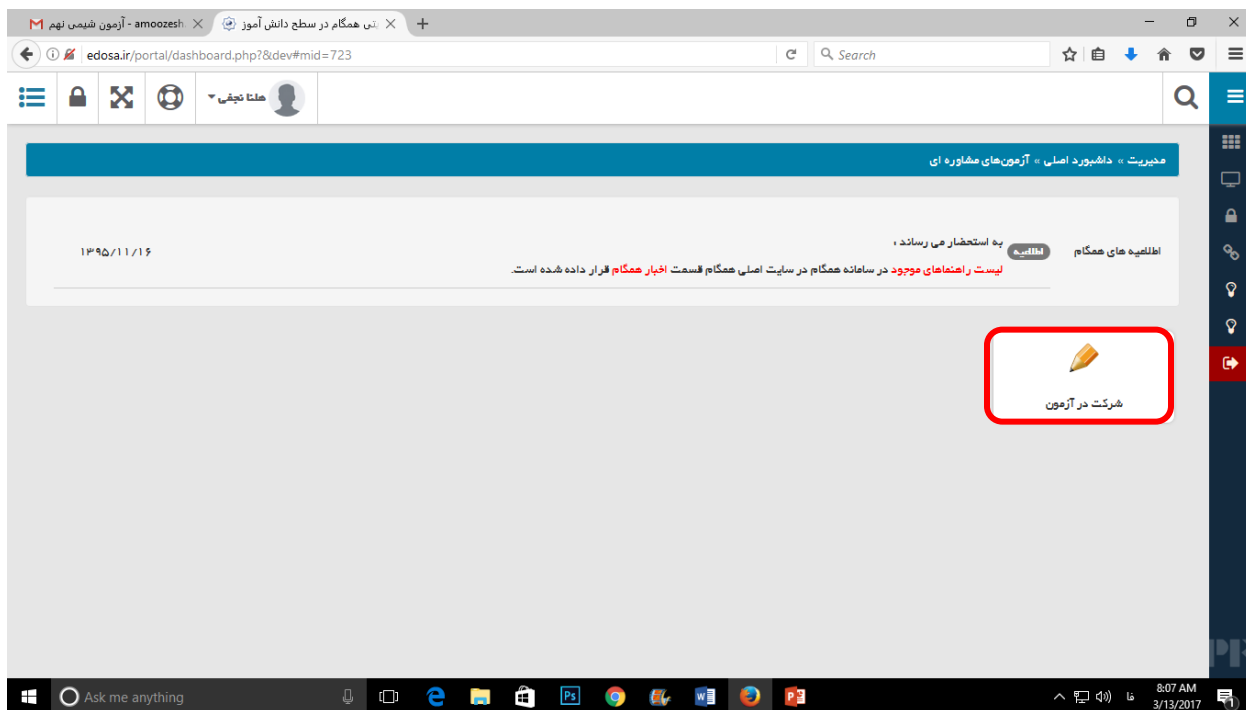 amoozesh - آزمون شیمی نهم
تی همگام در سطح دانش آموز
edosa.ir/portal/dashboard.php?&dev#mid=723
Search
هلنا نجفی
مدیریت » داشبورد اصلی » آزمون‌های مشاوره ای
اطلاعیه های همگام
اطلاعیه
به استحضار می رساند ،
لیست راهنماهای موجود در سامانه همگام در سایت اصلی همگام قسمت اخبار همگام قرار داده شده است.
۱۳۹۵/۱۱/۱۶
شرکت در آزمون
Ask me anything
فا
8:07 AM
3/13/2017